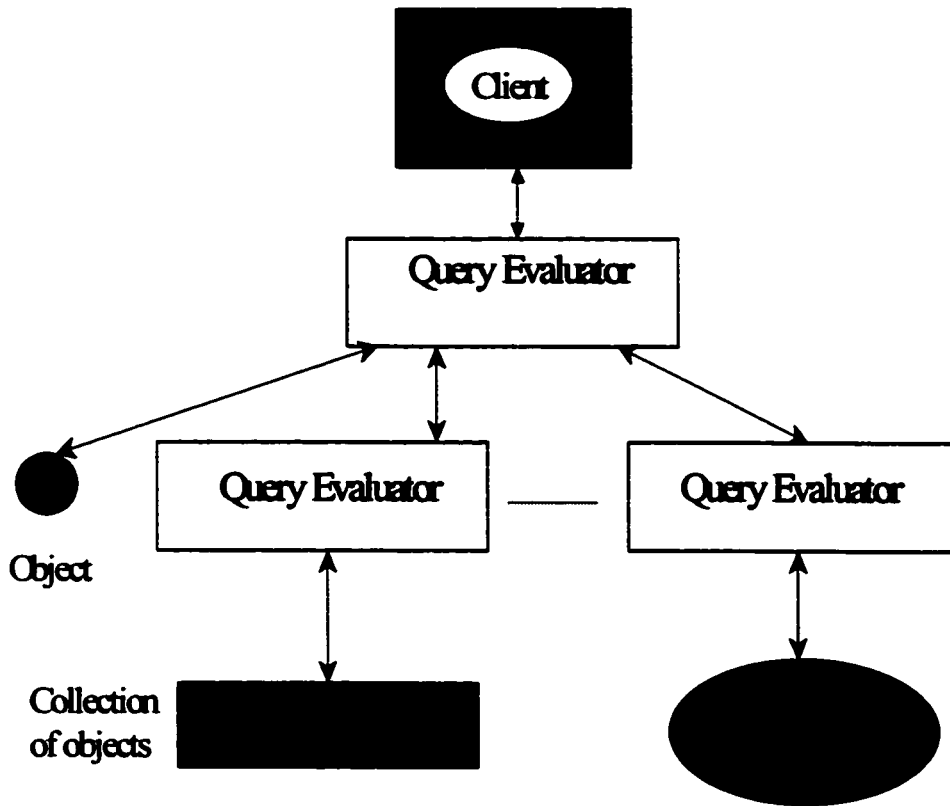 Client
Query Evaluator
Query Evaluator
Query Evaluator
Object
Collection
of objects